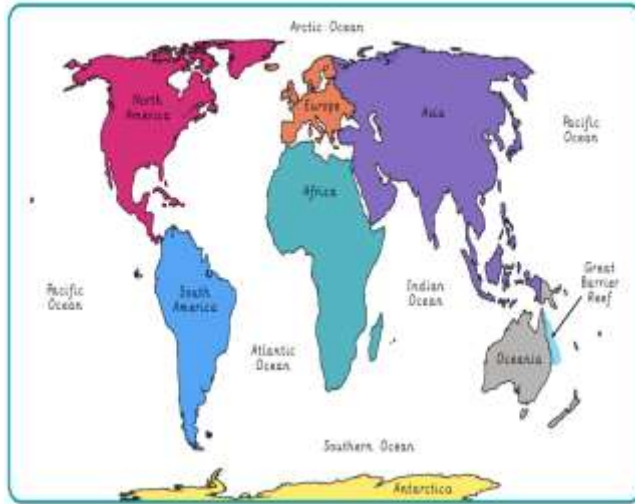 Arctic Ocean
North
America
Europe
Asia
Pacific
Ocean
Africa
Great
Barrier
Reef
Pacific
Ocean
South
America
Indian
Ocean
Atlantic
Ocean
Oceania
Southern Ocean
Antarctica